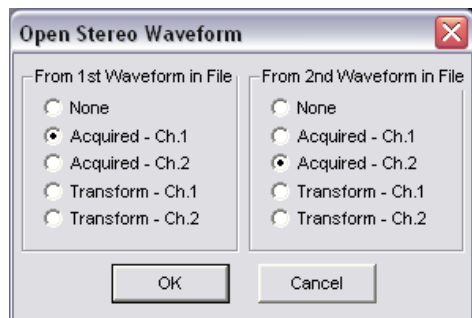 Open Stereo Waveform
From 1st Waveform in File
None
Acquired - Ch.1
Acquired - Ch.2
Transform - Ch.1
Transform - Ch.2
From 2nd Waveform in File
None
Acquired - Ch.1
Acquired - Ch.2
Transform - Ch.1
Transform - Ch.2
OK
Cancel